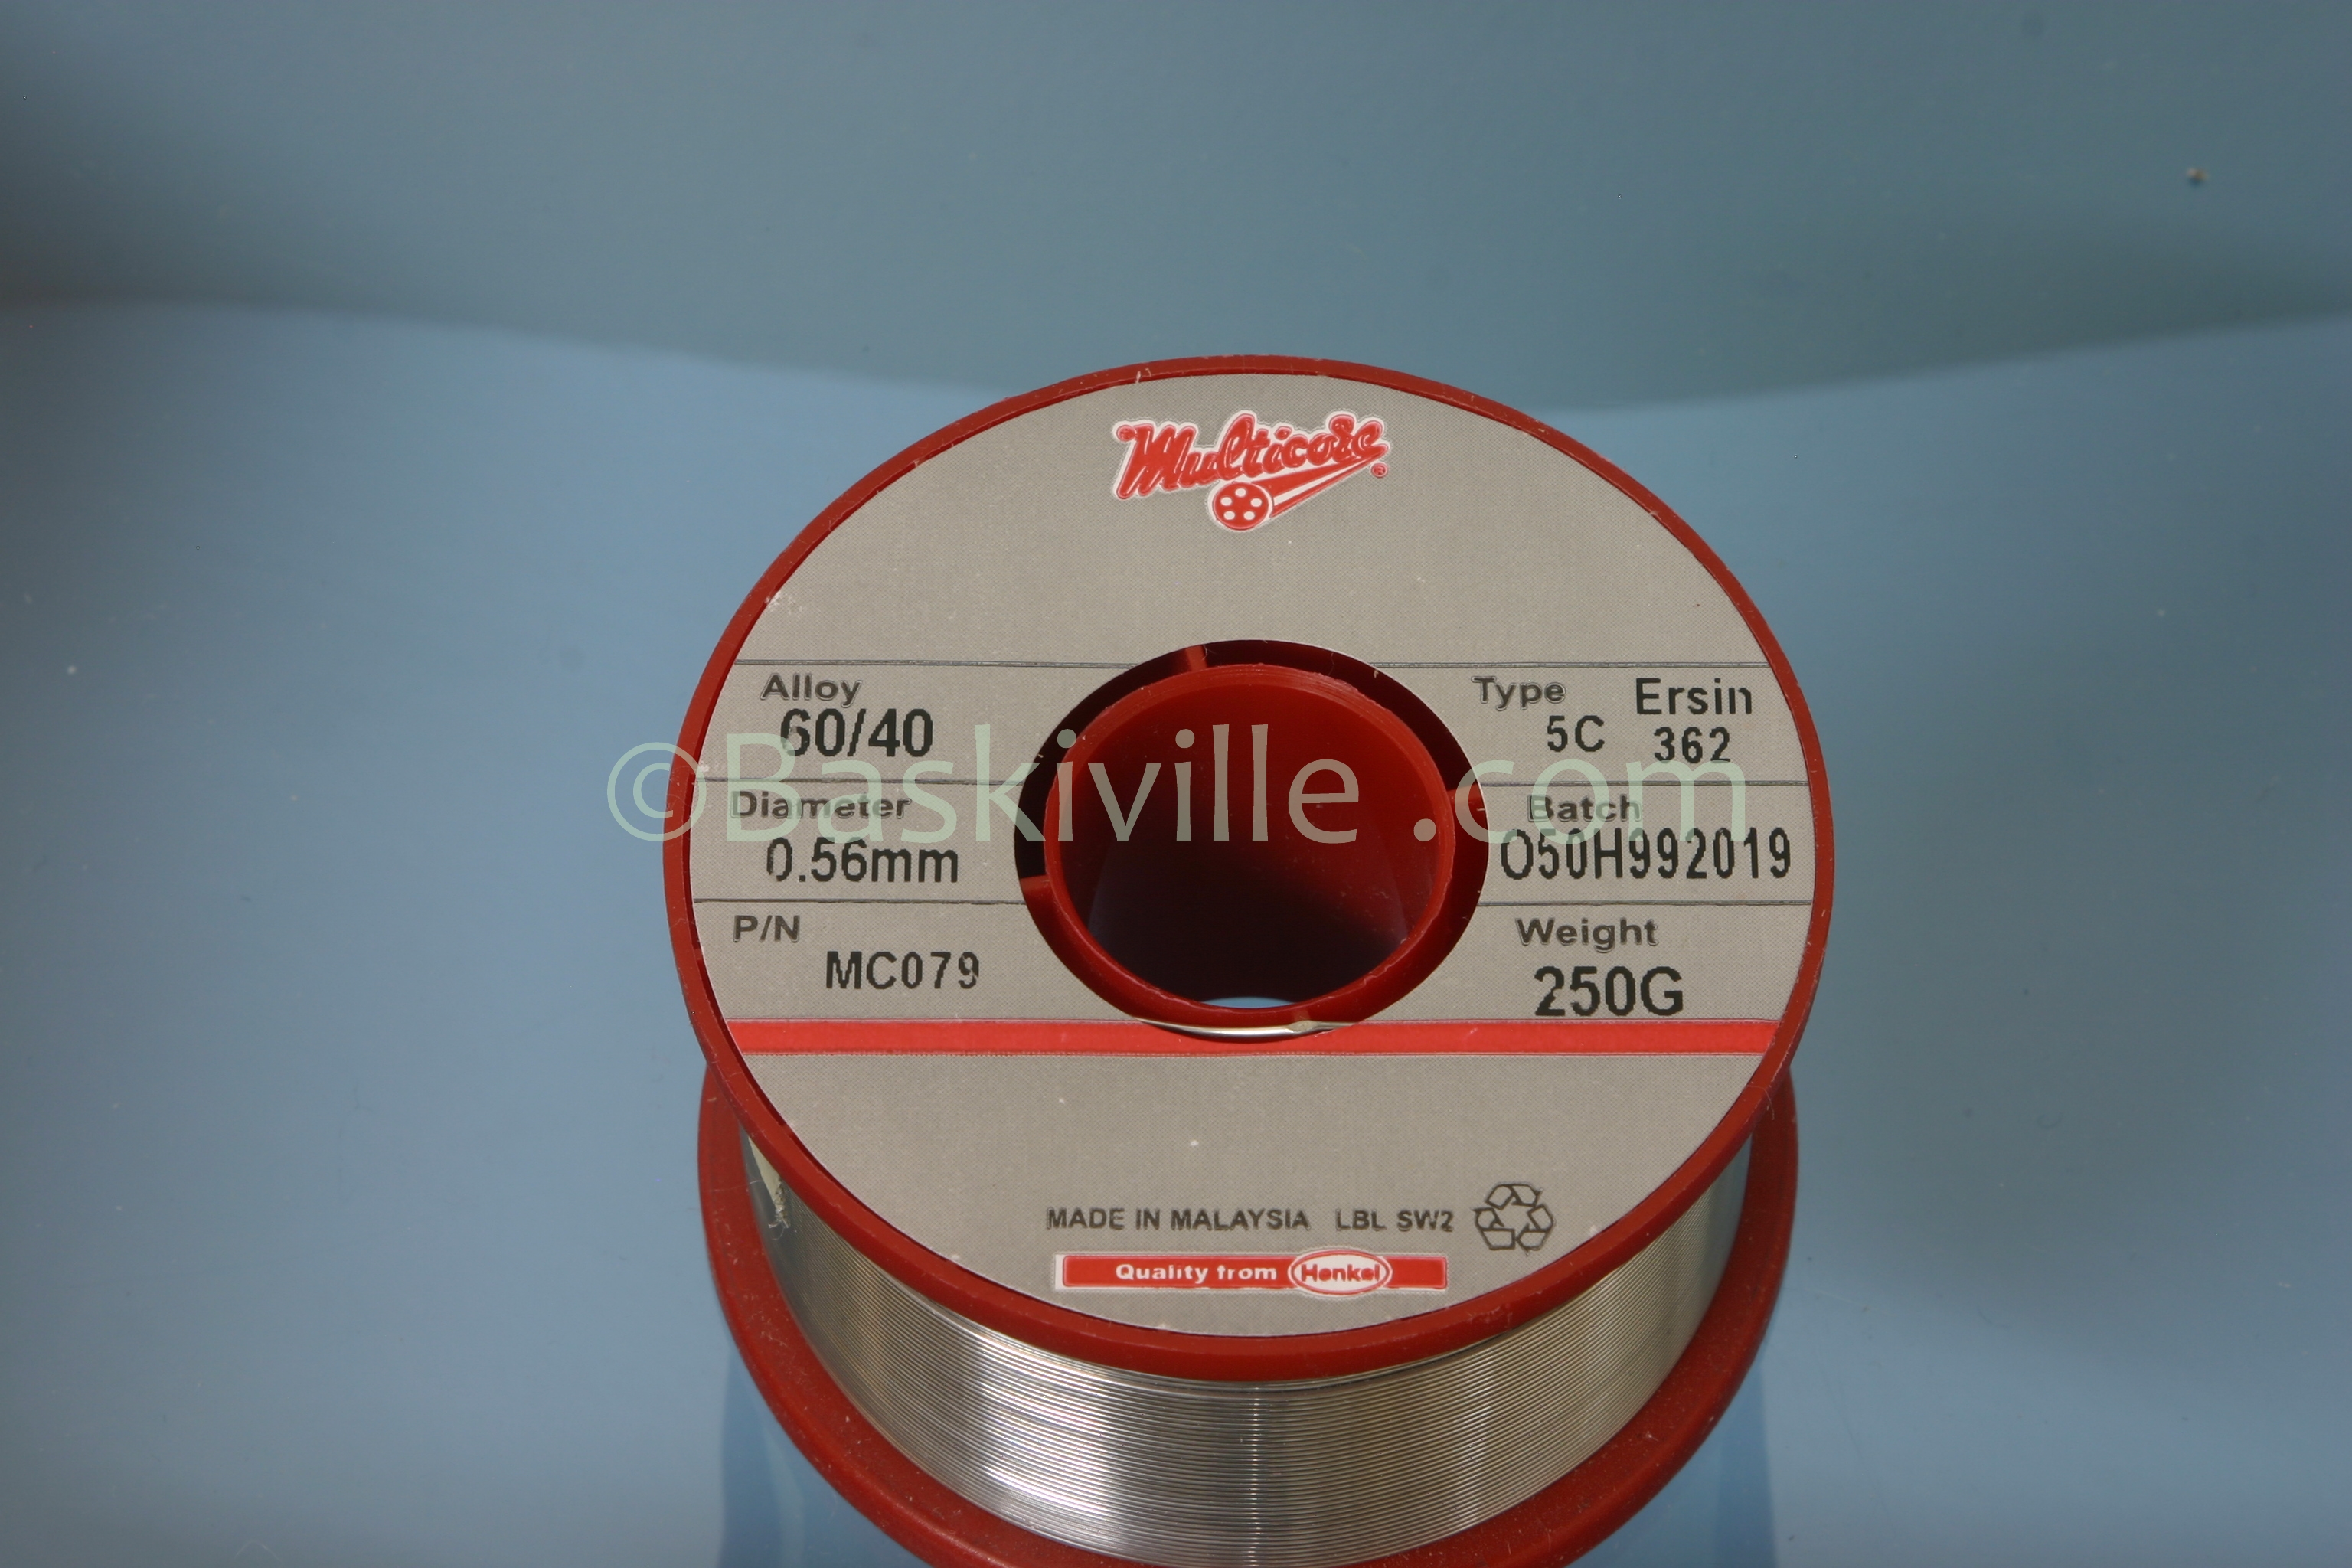 Multicore®
Alloy
60/40
Type
5C
Ersin
362
©Baskiville .com
Diameter
0.56mm
Batch
O50H992019
P/N
MC079
Weight
250G
MADE IN MALAYSIA LBL SW2
Quality from Henkel